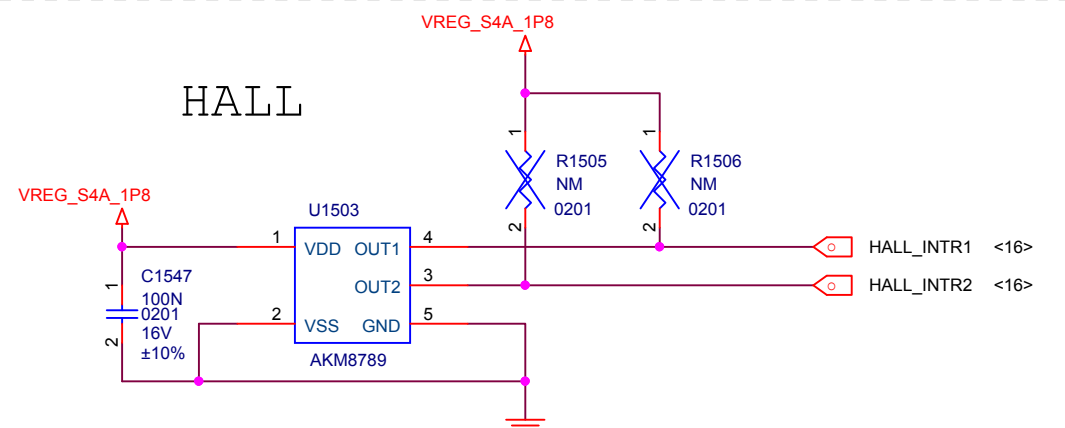 VREG_S4A_1P8
HALL
1
1
R1505
NM
0201
2
R1506
NM
0201
2
VREG_S4A_1P8
U1503
1
VDD
OUT1
4
HALL_INTR1
<16>
C1547
1
100N
0201
16V
±10%
2
OUT2
3
HALL_INTR2
<16>
2
VSS
GND
5
AKM8789